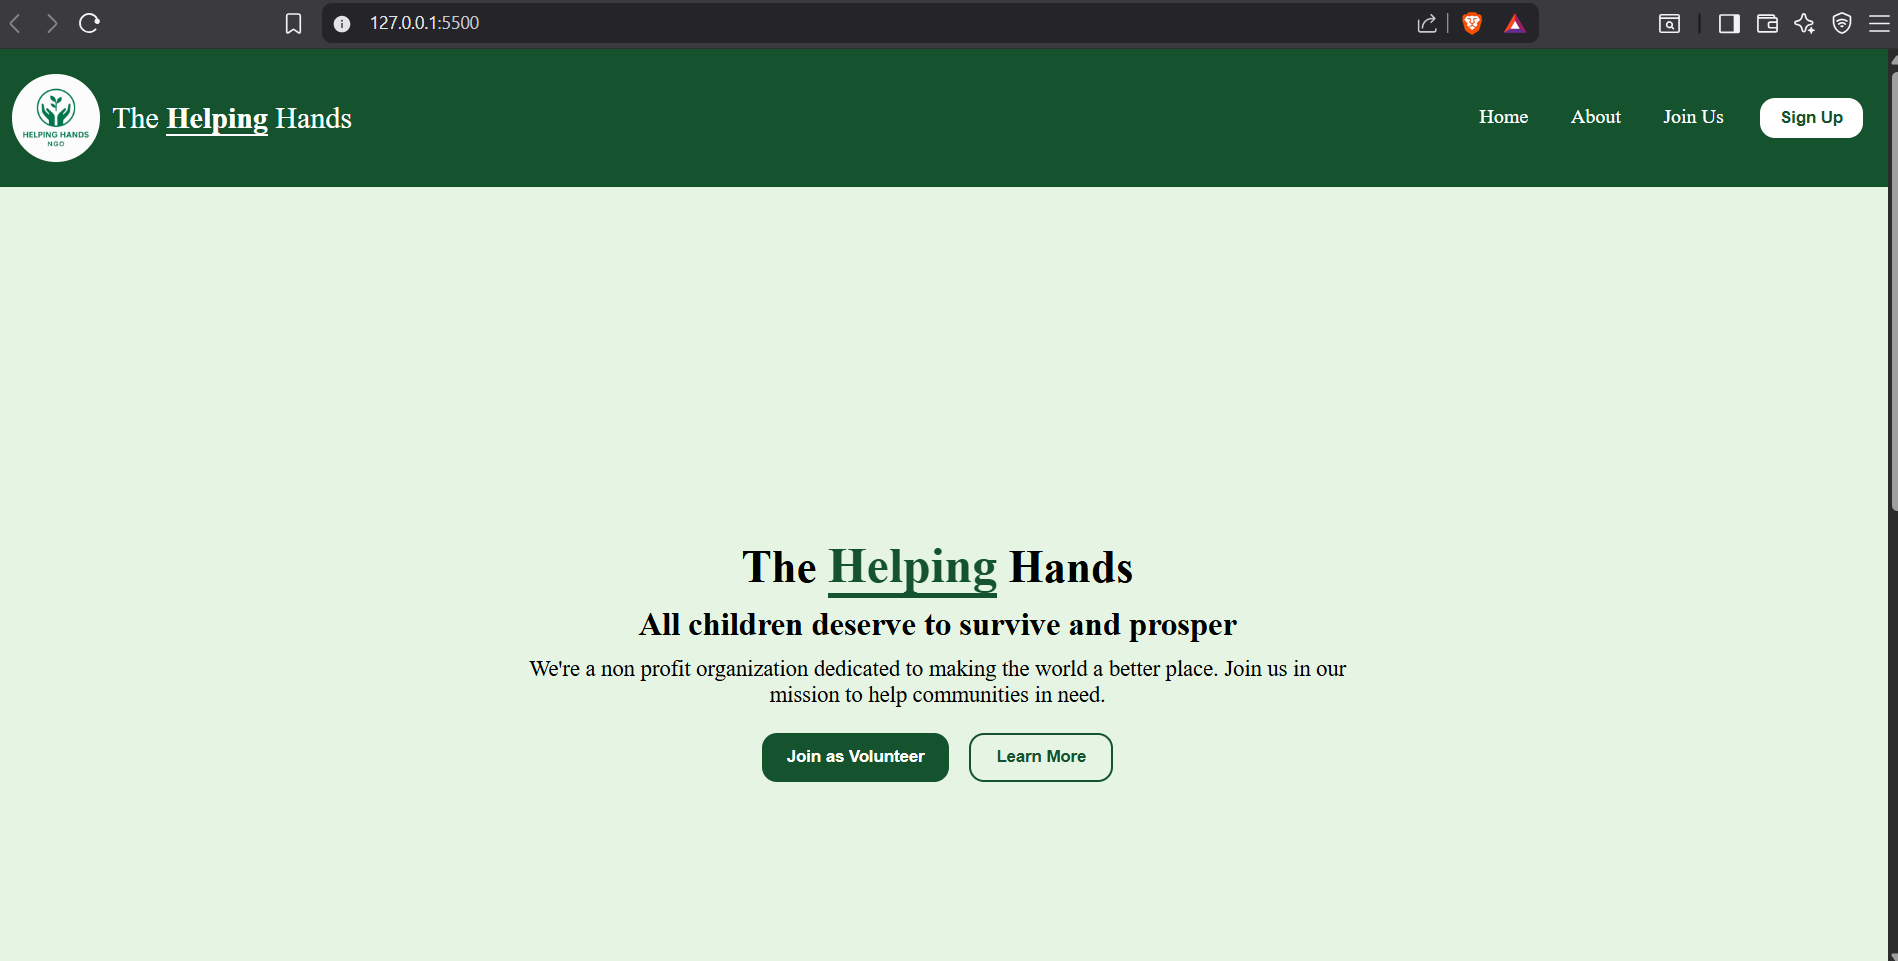 127.0.0.1:5500
HELPING HANDS
NGO
The Helping Hands
Home
About
Join Us
Sign Up
The Helping Hands
All children deserve to survive and prosper
We're a non profit organization dedicated to making the world a better place. Join us in our
mission to help communities in need.
Join as Volunteer
Learn More